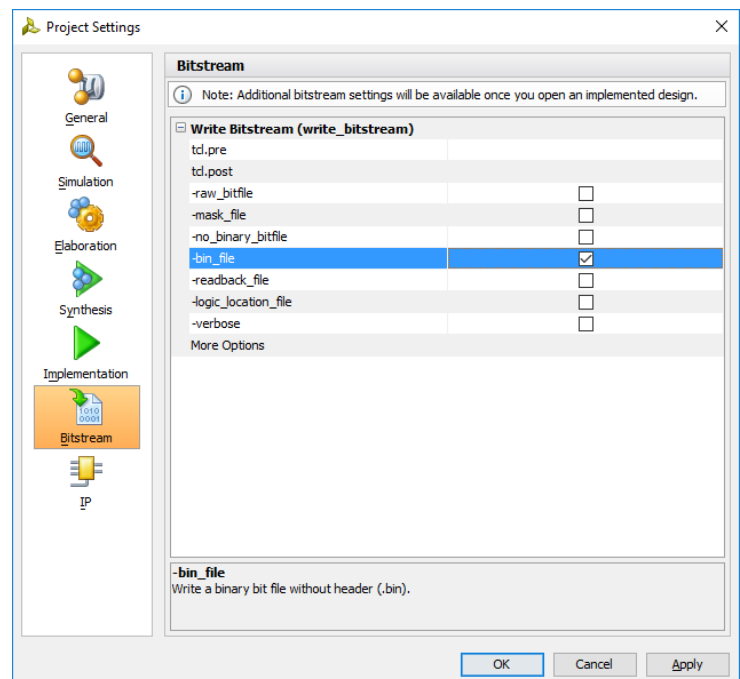 Project Settings
General
Simulation
Elaboration
Synthesis
Implementation
1010
0001
Bitstream
IP
Bitstream
Note: Additional bitstream settings will be available once you open an implemented design.
Write Bitstream (write_bitstream)
tcl.pre
tcl.post
-raw_bitfile
-mask_file
-no_binary_bitfile
-bin_file
-readback_file
-logic_location_file
-verbose
More Options
-bin_file
Write a binary bit file without header (.bin).
OK Cancel Apply